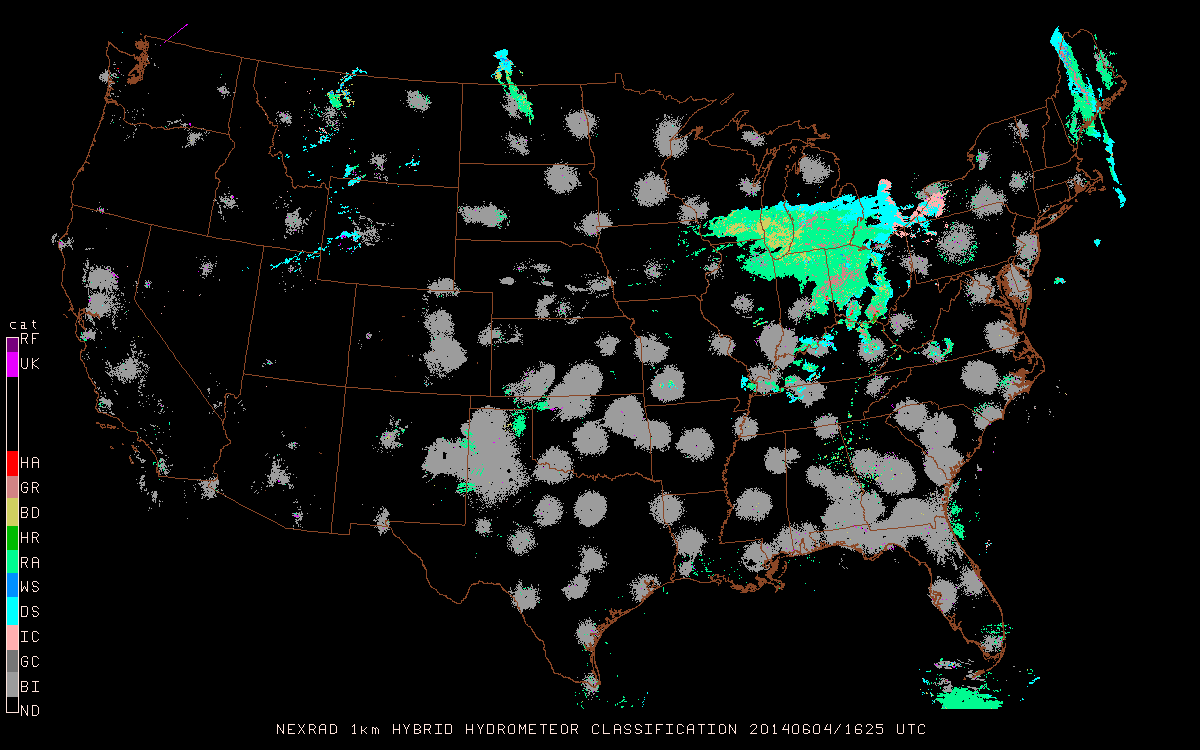 cat
RF
UK
HA
GR
BD
HR
RA
WS
DS
IC
GC
BI
ND
NEXRAD 1km HYBRID HYDROMETEOR CLASSIFICATION 20140604/1625 UTC